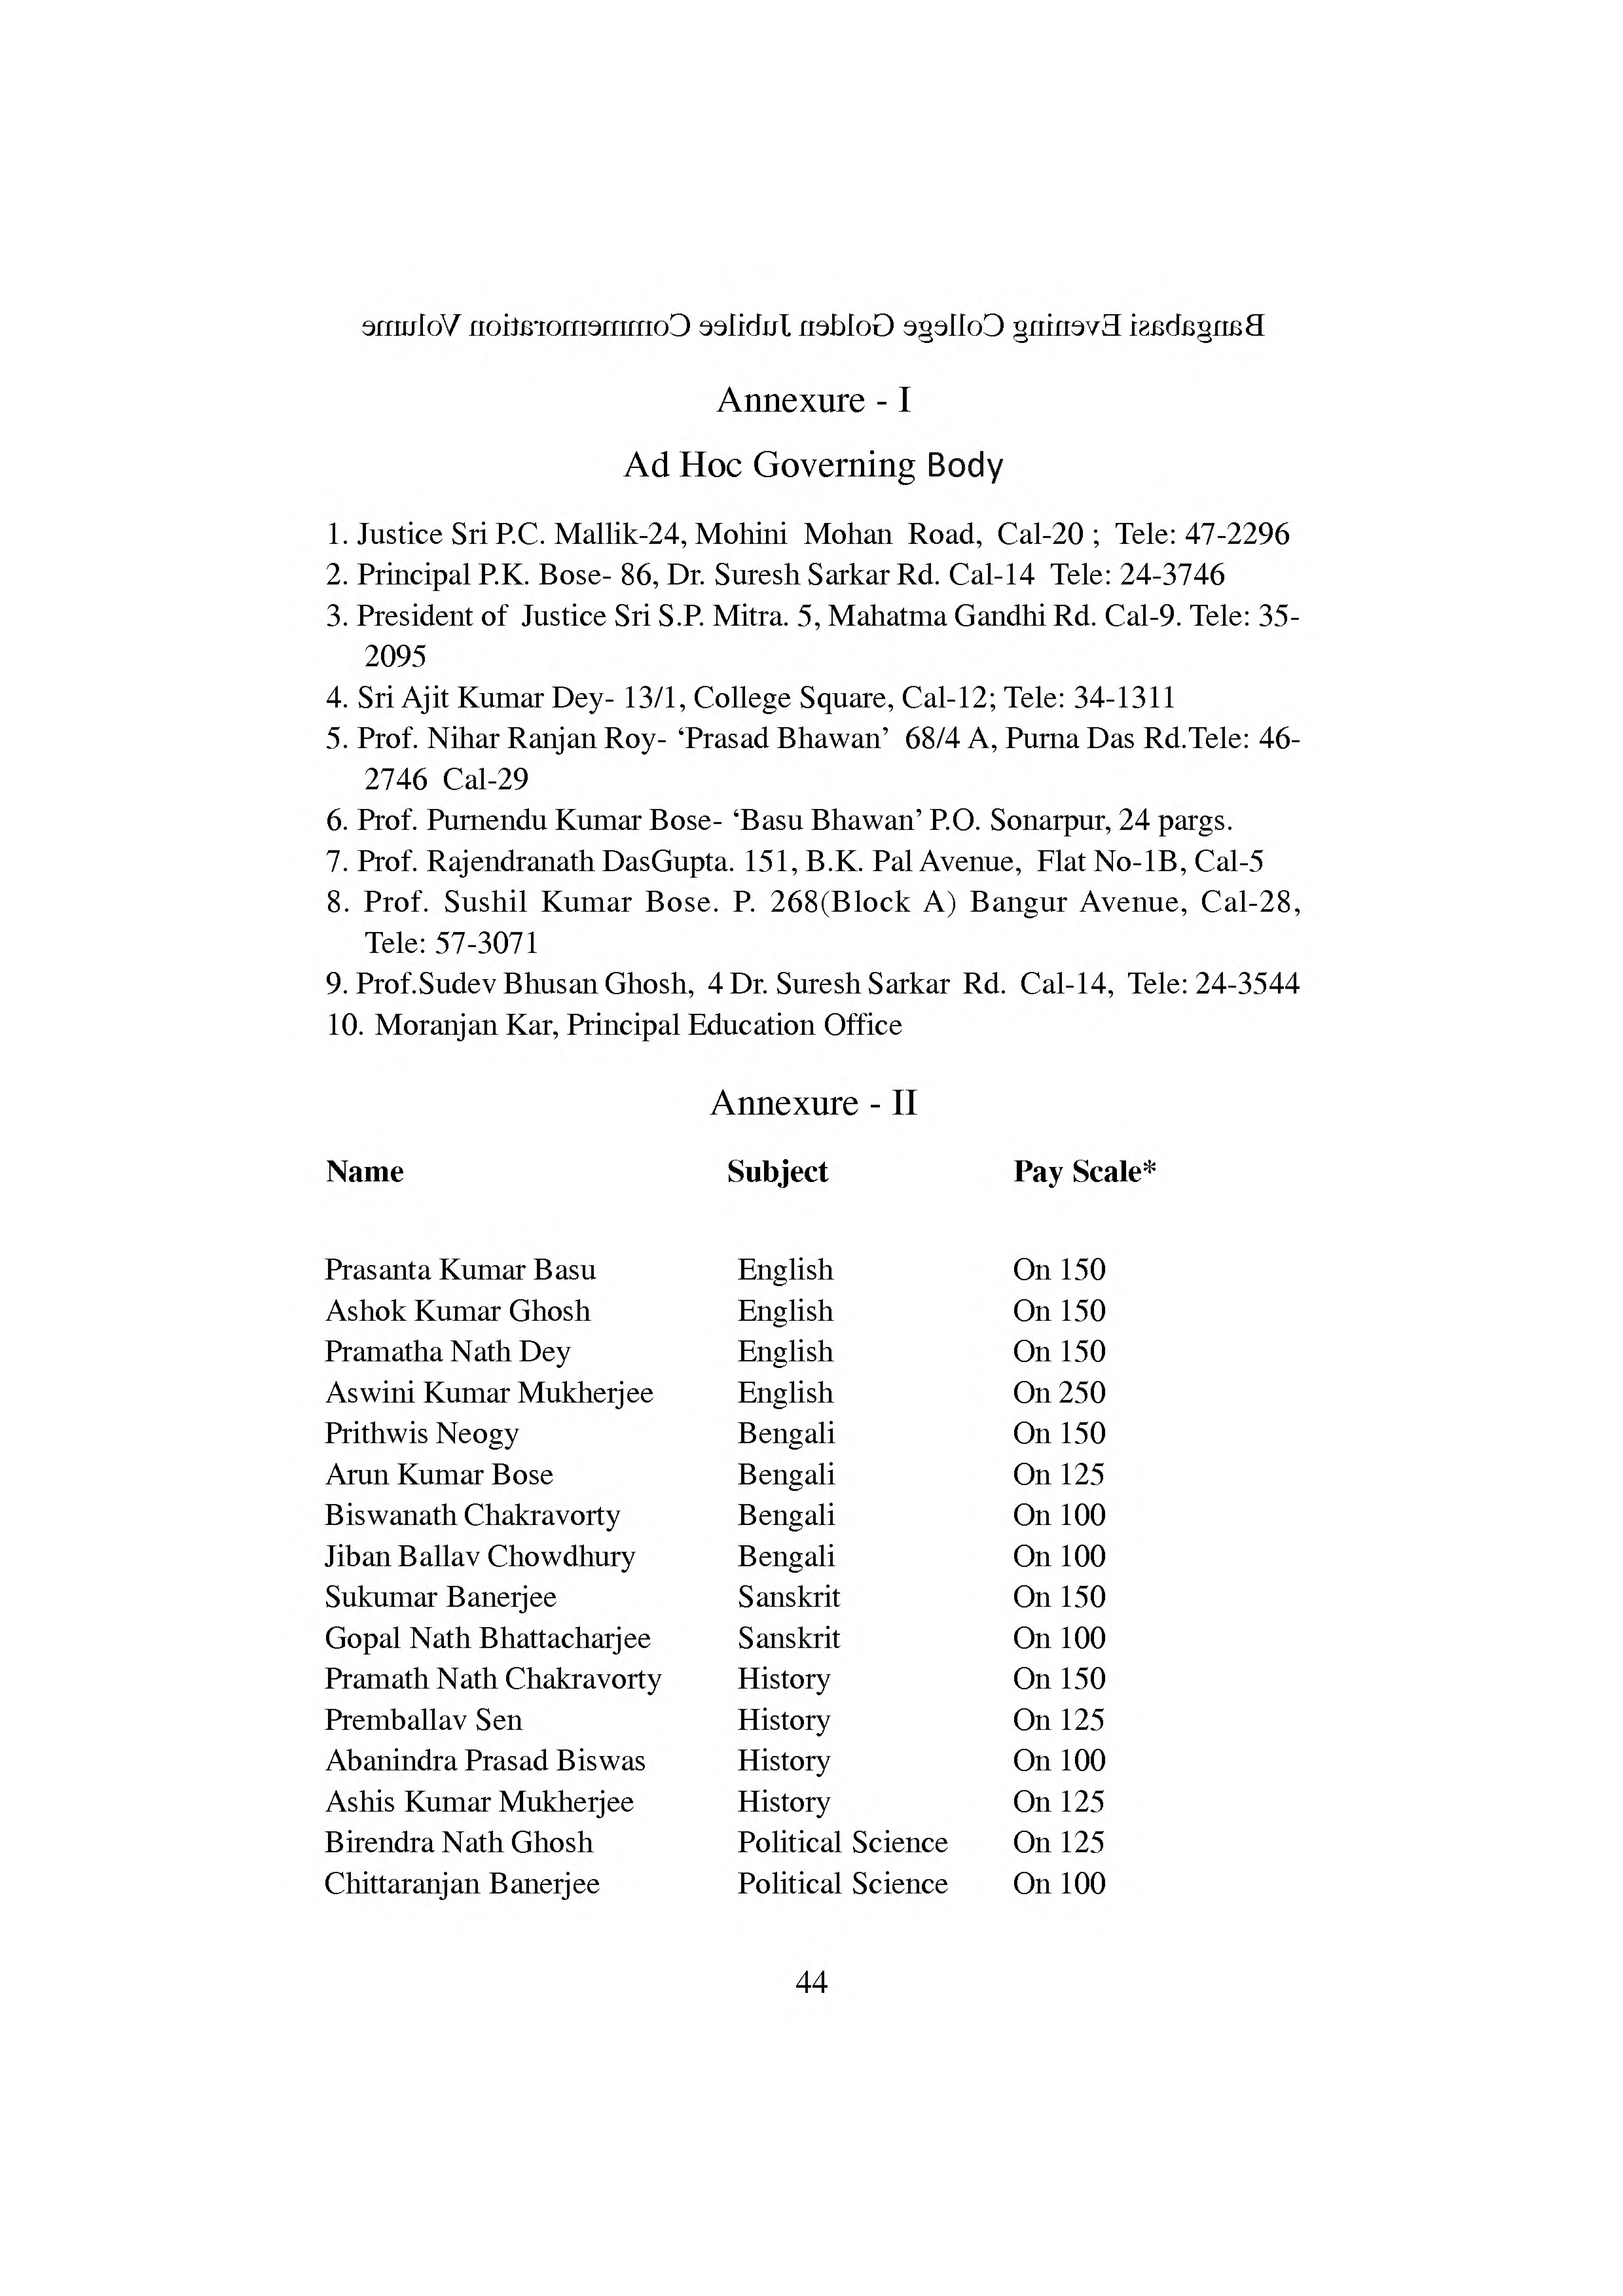 Bangabasi Evening College Golden Jubilee Commemoration Volume
Annexure - I
Ad Hoc Governing Body
1. Justice Sri P.C. Mallik-24, Mohini Mohan Road, Cal-20 ; Tele: 47-2296
2. Principal P.K. Bose- 86, Dr. Suresh Sarkar Rd. Cal-14 Tele: 24-3746
3. President of Justice Sri S.P. Mitra. 5, Mahatma Gandhi Rd. Cal-9. Tele: 35-
2095
4. Sri Ajit Kumar Dey- 13/1, College Square, Cal-12; Tele: 34-1311
5. Prof. Nihar Ranjan Roy- ‘Prasad Bhawan’ 68/4 A, Purna Das Rd.Tele: 46-
2746 Cal-29
6. Prof. Purnendu Kumar Bose- ‘Basu Bhawan’ P.O. Sonarpur, 24 pargs.
7. Prof. Rajendranath DasGupta. 151, B.K. Pal Avenue, Flat No-1B, Cal-5
8. Prof. Sushil Kumar Bose. P. 268(Block A) Bangur Avenue, Cal-28,
Tele: 57-3071
9. Prof.Sudev Bhusan Ghosh, 4 Dr. Suresh Sarkar Rd. Cal-14, Tele: 24-3544
10. Moranjan Kar, Principal Education Office
Annexure - II
Name Subject Pay Scale*
Prasanta Kumar Basu English On 150
Ashok Kumar Ghosh English On 150
Pramatha Nath Dey English On 150
Aswini Kumar Mukherjee English On 250
Prithwis Neogy Bengali On 150
Arun Kumar Bose Bengali On 125
Biswanath Chakravorty Bengali On 100
Jiban Ballav Chowdhury Bengali On 100
Sukumar Banerjee Sanskrit On 150
Gopal Nath Bhattacharjee Sanskrit On 100
Pramath Nath Chakravorty History On 150
Premballav Sen History On 125
Abanindra Prasad Biswas History On 100
Ashis Kumar Mukherjee History On 125
Birendra Nath Ghosh Political Science On 125
Chittaranjan Banerjee Political Science On 100
44